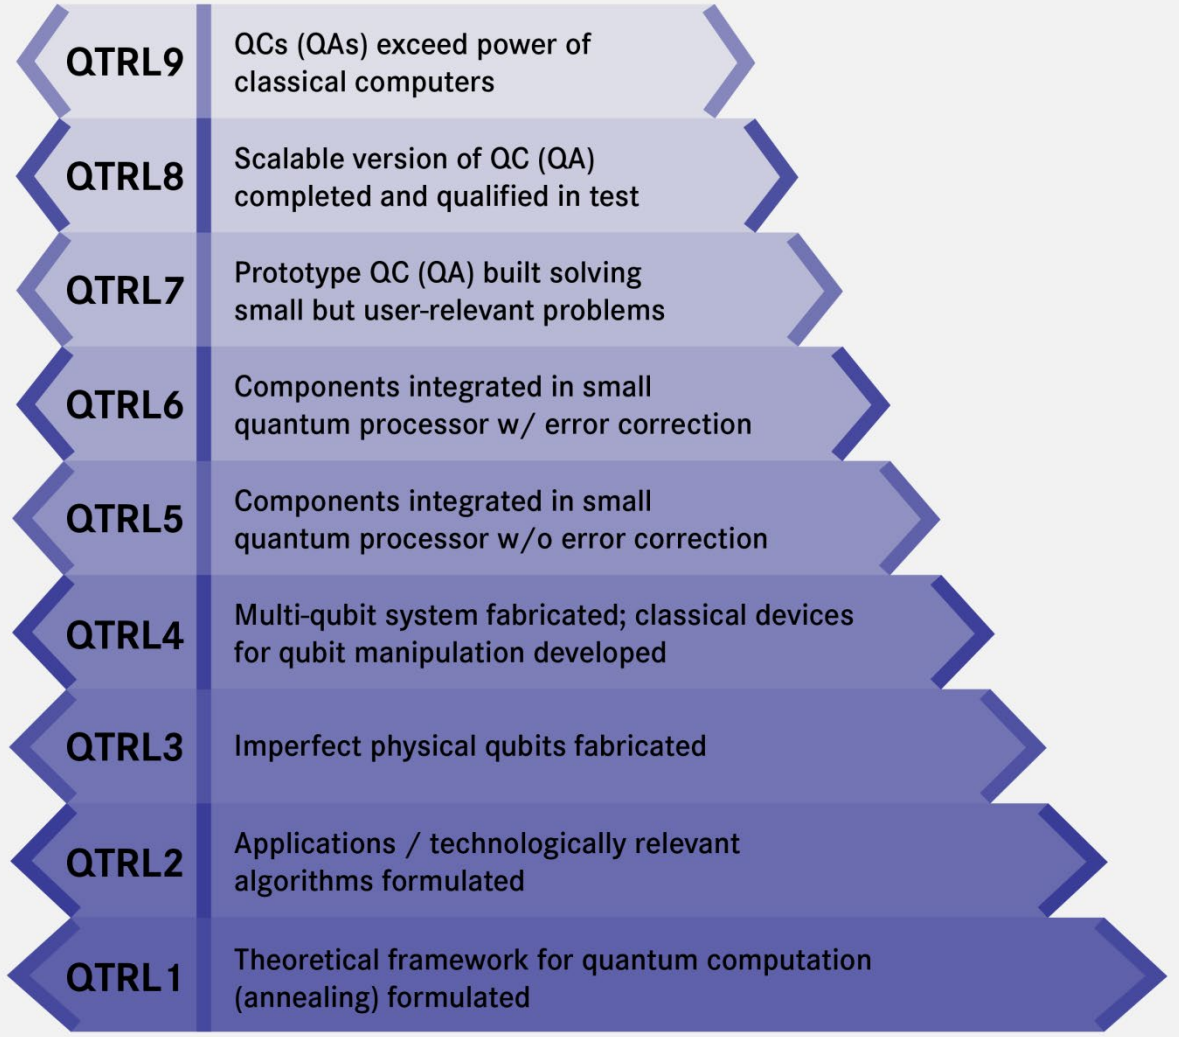 QTRL9
QCs (QAs) exceed power of
classical computers
QTRL8
Scalable version of QC (QA)
completed and qualified in test
QTRL7
Prototype QC (QA) built solving
small but user-relevant problems
QTRL6
Components integrated in small
quantum processor w/ error correction
QTRL5
Components integrated in small
quantum processor w/o error correction
QTRL4
Multi-qubit system fabricated; classical devices
for qubit manipulation developed
QTRL3
Imperfect physical qubits fabricated
QTRL2
Applications / technologically relevant
algorithms formulated
QTRL1
Theoretical framework for quantum computation
(annealing) formulated